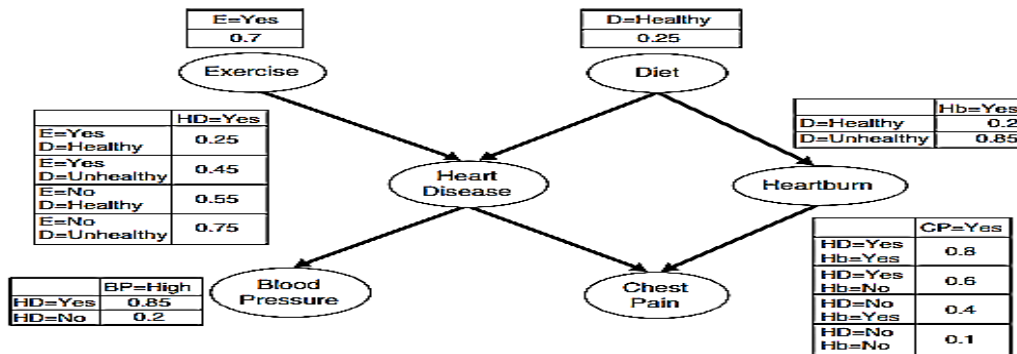 E=Yes
0.7
Exercise
D=Healthy
0.25
Diet
HD=Yes
E=Yes
D=Healthy
0.25
E=Yes
D=Unhealthy
0.45
E=No
D=Healthy
0.55
E=No
D=Unhealthy
0.75
Hb=Yes
D=Healthy 0.2
D=Unhealthy 0.85
Heart
Disease
Heartburn
BP=High
HD=Yes 0.85
HD=No 0.2
Blood
Pressure
Chest
Pain
CP=Yes
HD=Yes
Hb=Yes
0.8
HD=Yes
Hb=No
0.6
HD=No
Hb=Yes
0.4
HD=No
Hb=No
0.1